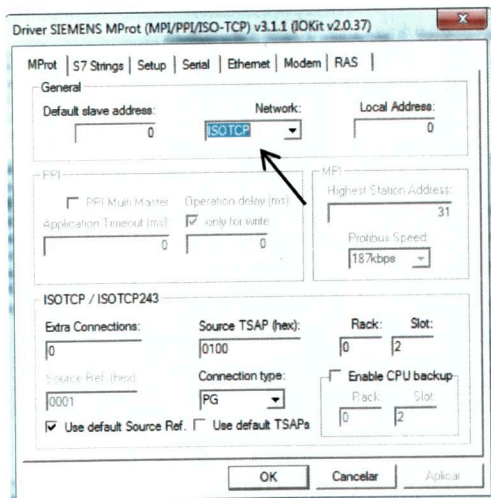 Driver SIEMENS MProt (MPI/PPI/ISO-TCP) v3.1.1 (IOKit v2.0.37)
MProt S7 Strings Setup Serial Ethernet Modem RAS
General
Default slave address: Network: Local Address:
0 ISOTCP 0
PPI MPI
PPI Multi Master Operation delay (ms): Highest Station Address:
Application Timeout (ms): only for write 31
0 0 Profibus Speed
187kbps
ISOTCP / ISOTCP243
Extra Connections: Source TSAP (hex): Rack: Slot:
0 0100 0 2
Source Ref. (hex) Connection type: Enable CPU backup
0001 PG Rack Slot
Use default Source Ref. Use default TSAPs 0 2
OK Cancelar Aplicar